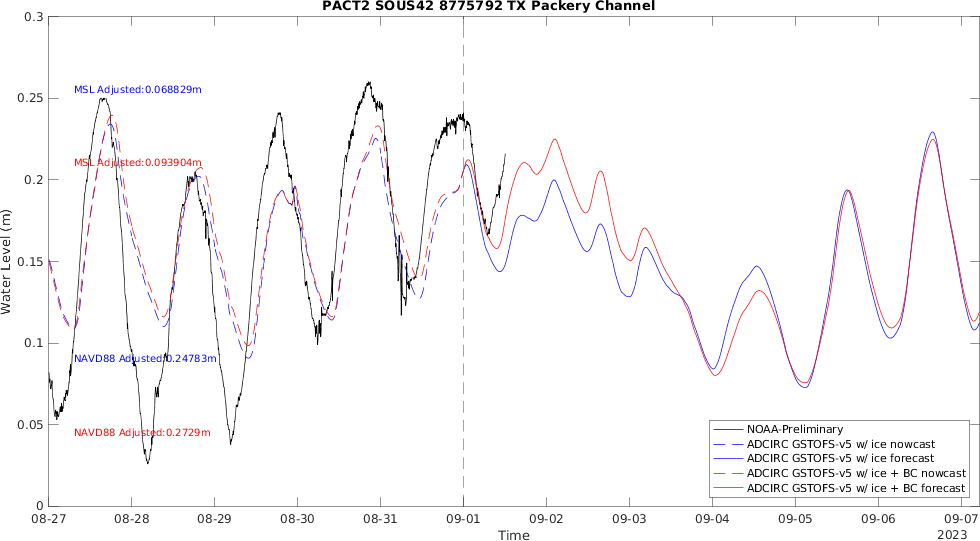 PACT2 SOUS42 8775792 TX Packery Channel
0.3
0.25
0.2
0.15
0.1
0.05
0
Water Level (m)
MSL Adjusted:0.068829m
MSL Adjusted:0.093904m
NAVD88 Adjusted:0.24783m
NAVD88 Adjusted:0.2729m
NOAA-Preliminary
ADCIRC GSTOFS-v5 w/ ice nowcast
ADCIRC GSTOFS-v5 w/ ice forecast
ADCIRC GSTOFS-v5 w/ ice + BC nowcast
ADCIRC GSTOFS-v5 w/ ice + BC forecast
08-27 08-28 08-29 08-30 08-31 09-01 09-02 09-03 09-04 09-05 09-06 09-07
Time
2023